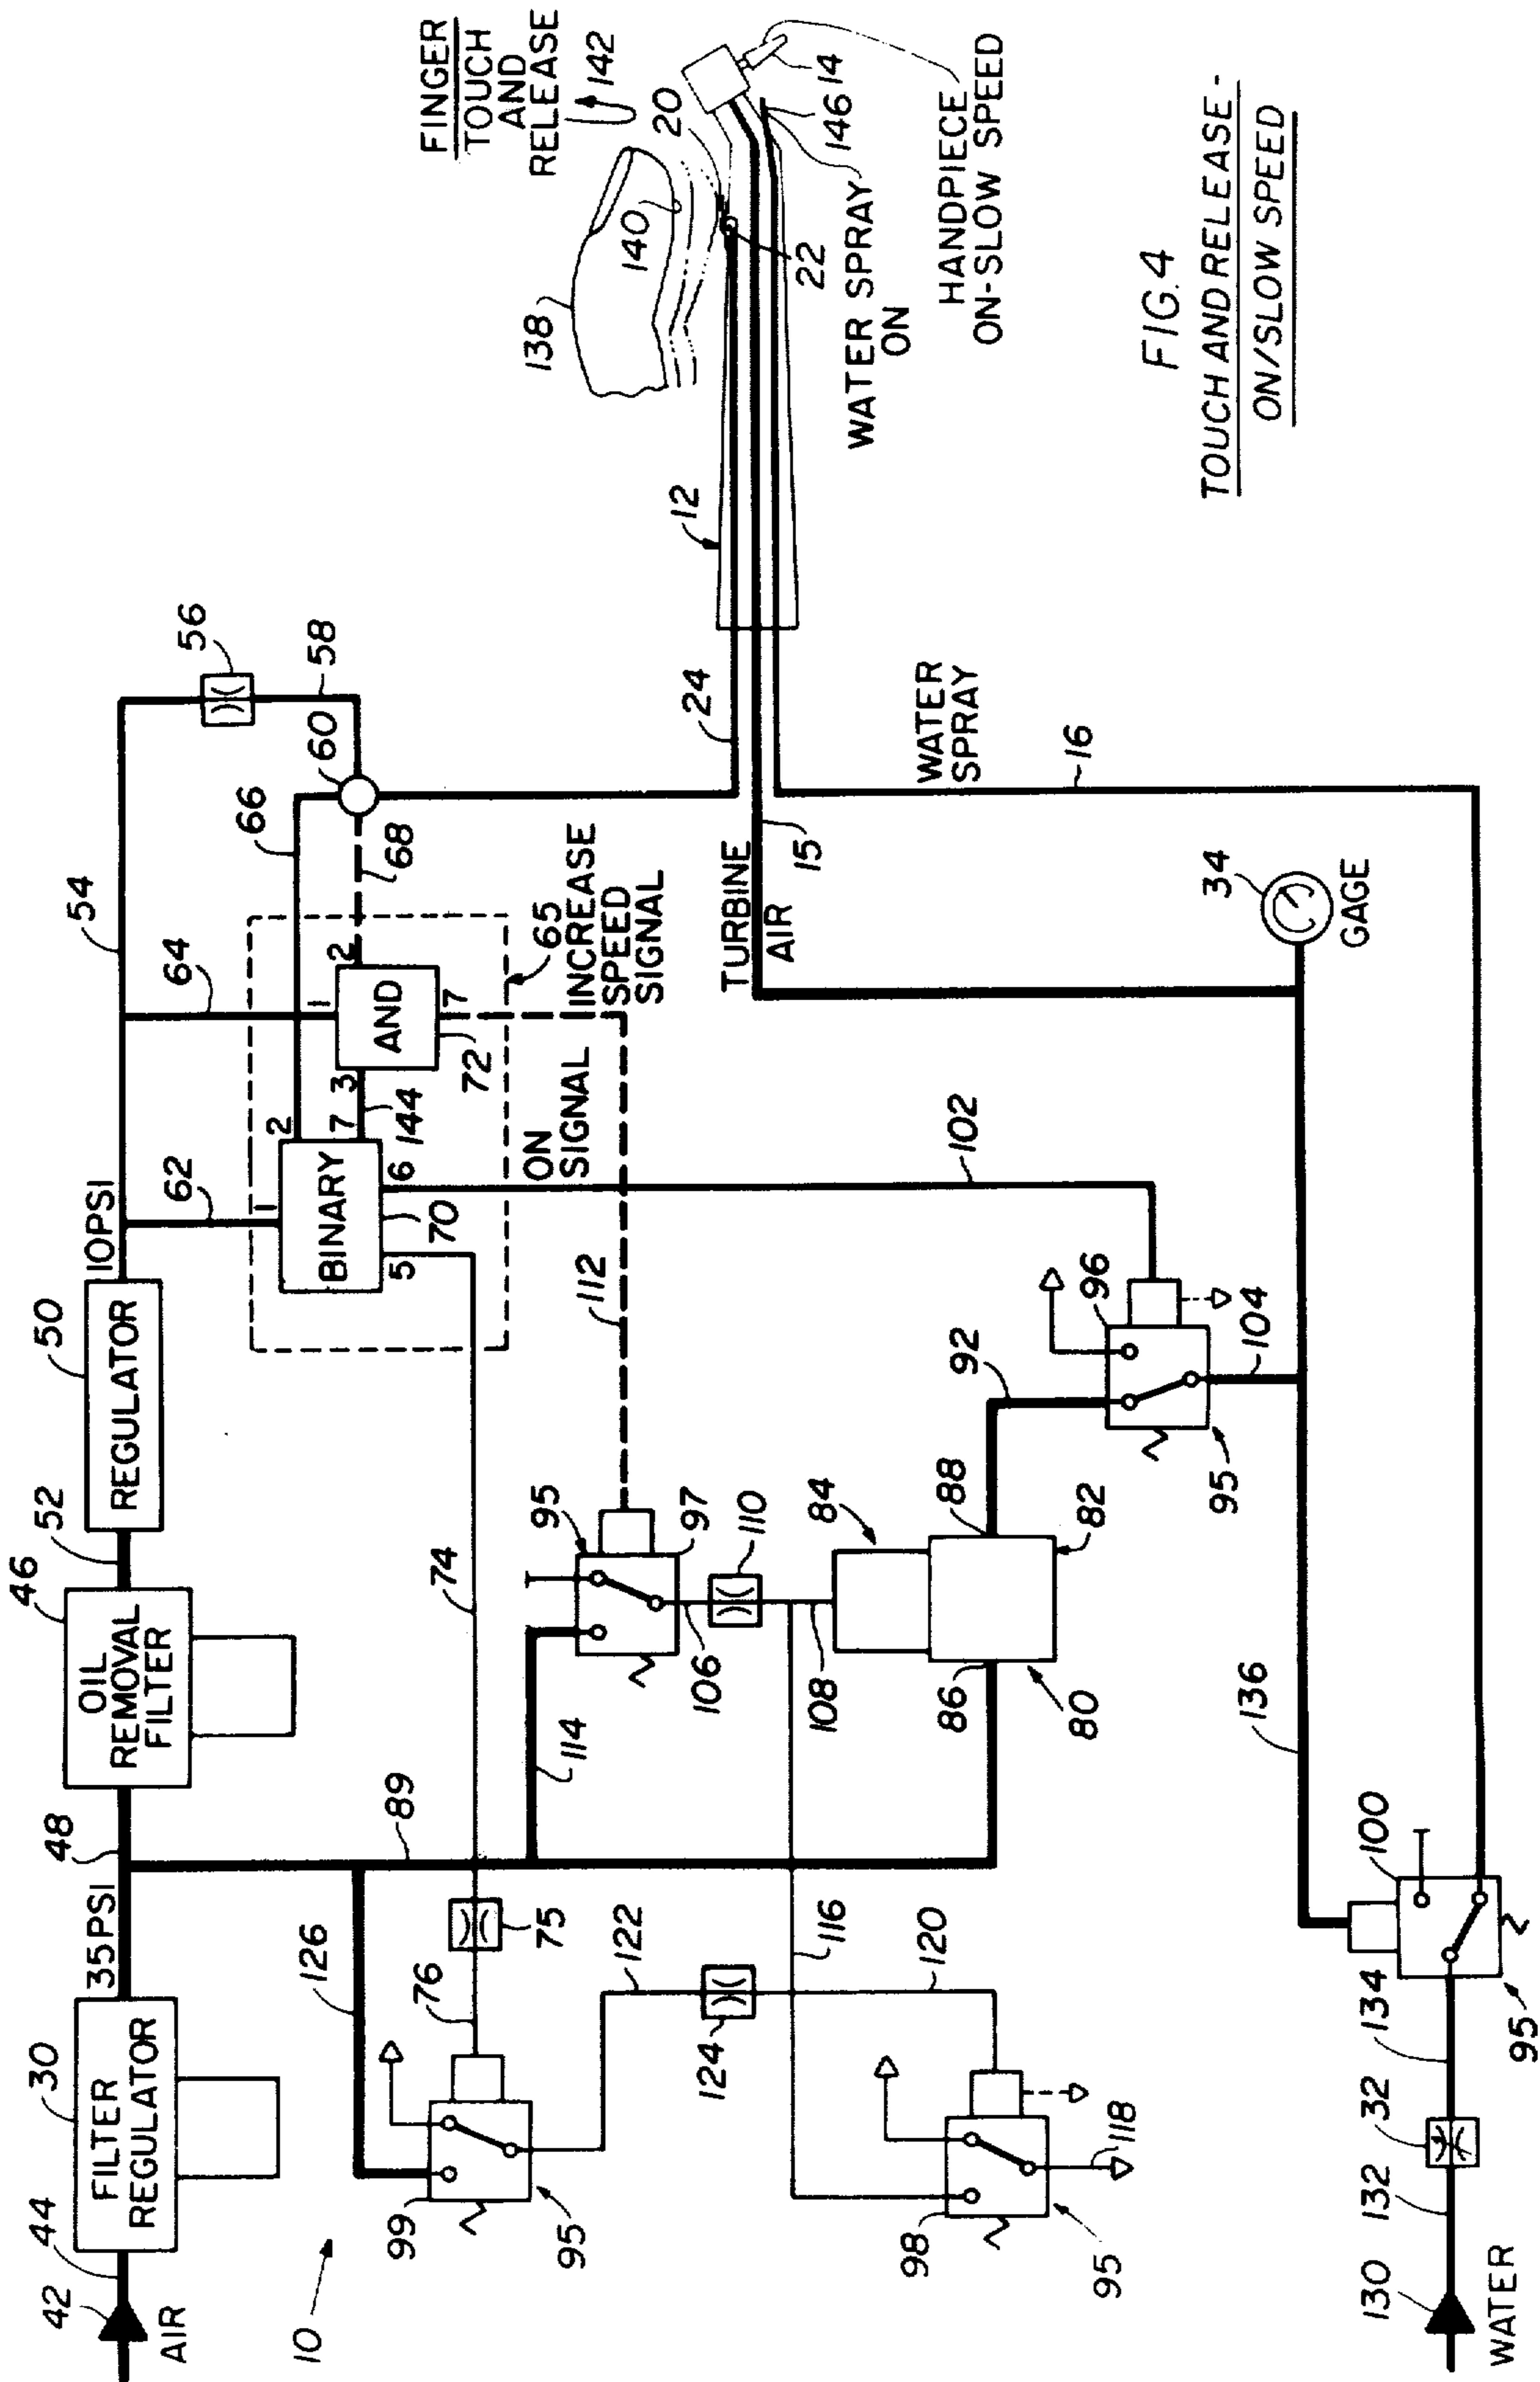 42
44
AIR
30
FILTER
REGULATOR
35PSI
48
46
OIL
REMOVAL
FILTER
52
50
REGULATOR
10PSI
54
62
64
66
56
58
60
68
1
2
BINARY
7
144
3
5
6
70
1
2
AND
7
72
65
ON
SIGNAL
INCREASE
SPEED
SIGNAL
24
12
138
140
FINGER
TOUCH
AND
RELEASE
142
20
22
14
146
WATER SPRAY
ON
HANDPIECE
ON-SLOW SPEED
10
99
95
126
76
75
89
74
114
95
97
112
106
110
108
84
86
88
82
80
92
96
95
104
102
TURBINE
AIR
15
WATER
SPRAY
16
122
124
116
120
98
95
118
136
34
GAGE
130
WATER
132
32
134
100
95
FIG.4
TOUCH AND RELEASE-
ON/SLOW SPEED